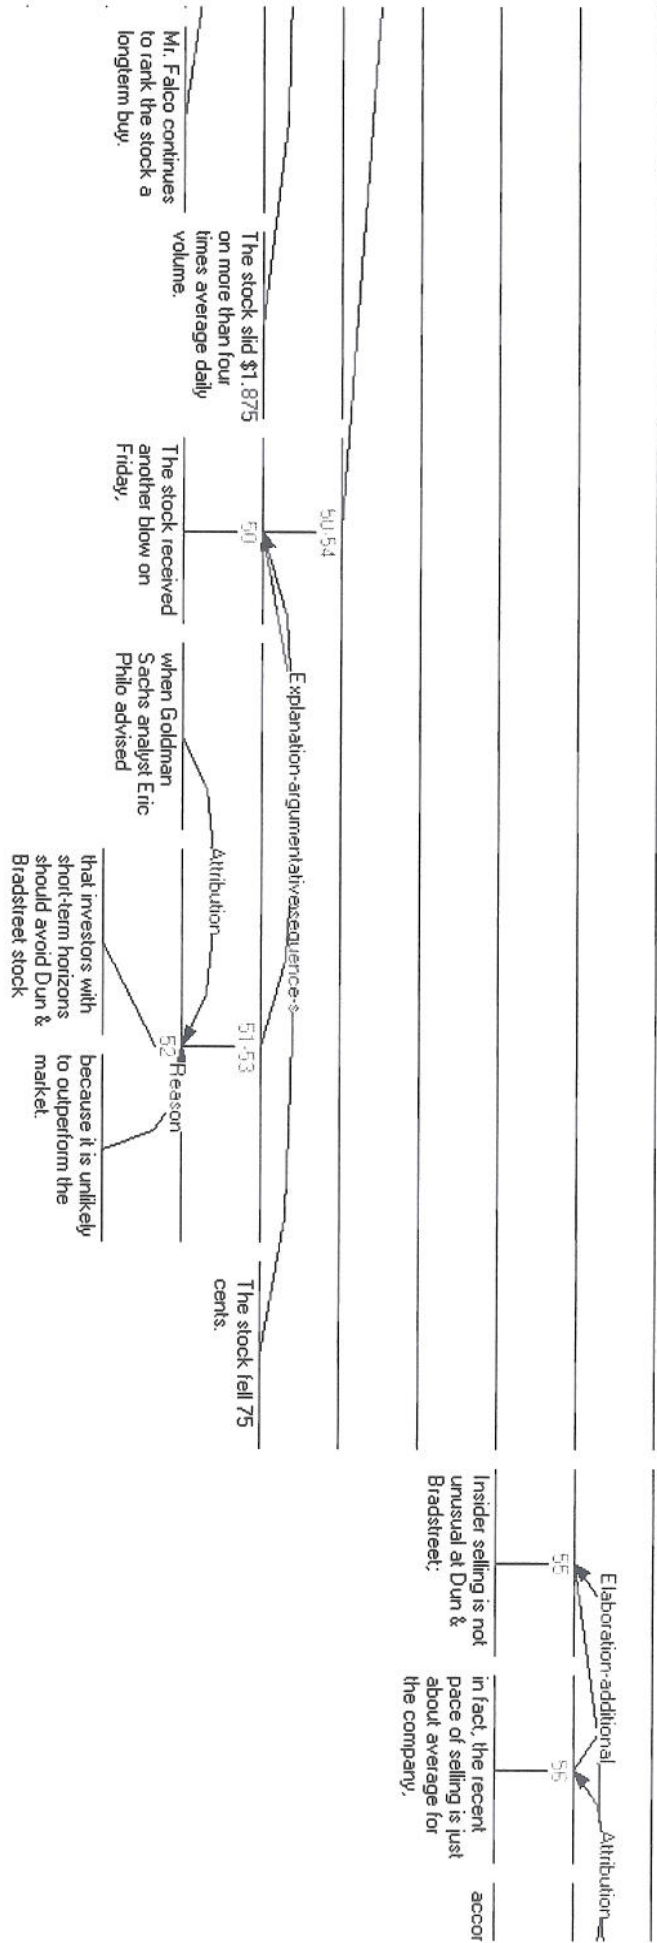 Mr. Falco continues
to rank the stock a
longterm buy.
The stock slid $1.875
on more than four
times average daily
volume.
50-54
50
The stock received
another blow on
Friday,
Explanation-argumentative
sequence-s
when Goldman
Sachs analyst Eric
Philo advised
Attribution
51-53
52
Reason
that investors with
short-term horizons
should avoid Dun &
Bradstreet stock
because it is unlikely
to outperform the
market.
The stock fell 75
cents.
Elaboration-additional
55
Insider selling is not
unusual at Dun &
Bradstreet;
Attribution
56
in fact, the recent
pace of selling is just
about average for
the company,
accor